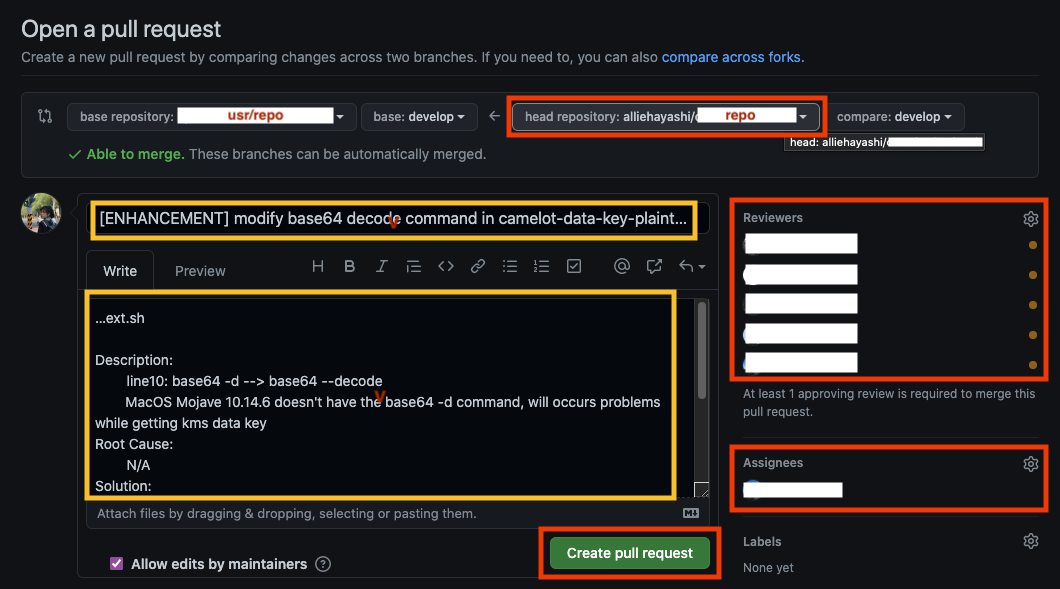 Open a pull request
Create a new pull request by comparing changes across two branches. If you need to, you can also compare across forks.
base repository: usr/repo base: develop head repository: alliehayashi/ repo compare: develop
Able to merge. These branches can be automatically merged.
head: alliehayashi/
[ENHANCEMENT] modify base64 decode command in camelot-data-key-plaint...
v
Write Preview
...ext.sh
Description:
line10: base64 -d --> base64 --decode
v
MacOS Mojave 10.14.6 doesn't have the base64 -d command, will occurs problems
while getting kms data key
Root Cause:
N/A
Solution:
Attach files by dragging & dropping, selecting or pasting them.
Allow edits by maintainers
Create pull request
Reviewers
At least 1 approving review is required to merge this
pull request.
Assignees
Labels
None yet